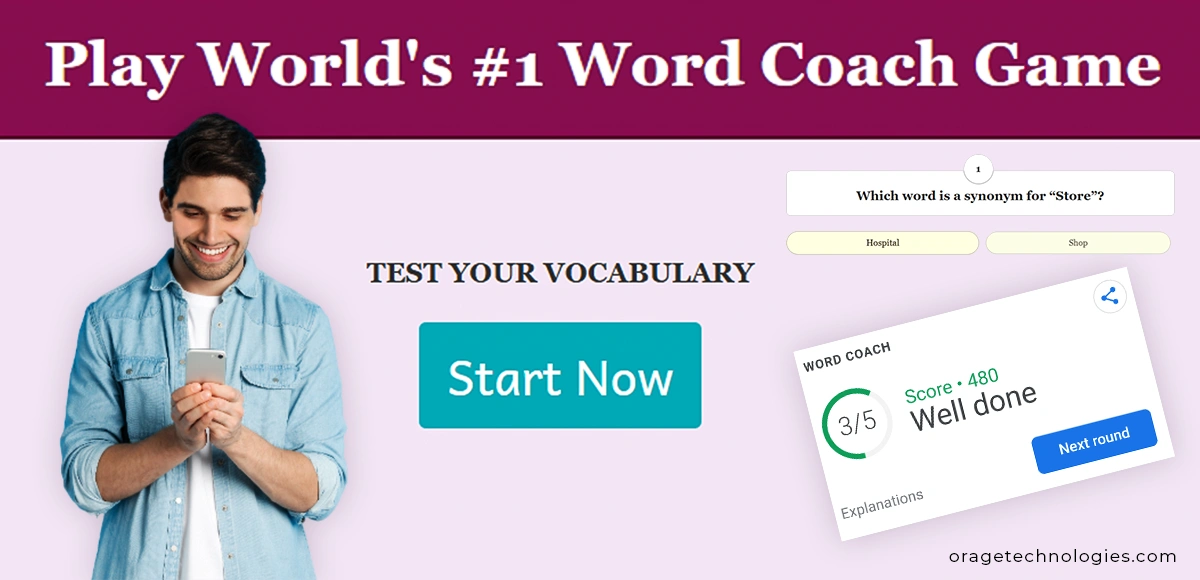 Play World's #1 Word Coach Game
1
Which word is a synonym for “Store”?
Hospital
Shop
TEST YOUR VOCABULARY
Start Now
WORD COACH
3/5
Score • 480
Well done
Next round
Explanations
oragetechnologies.com